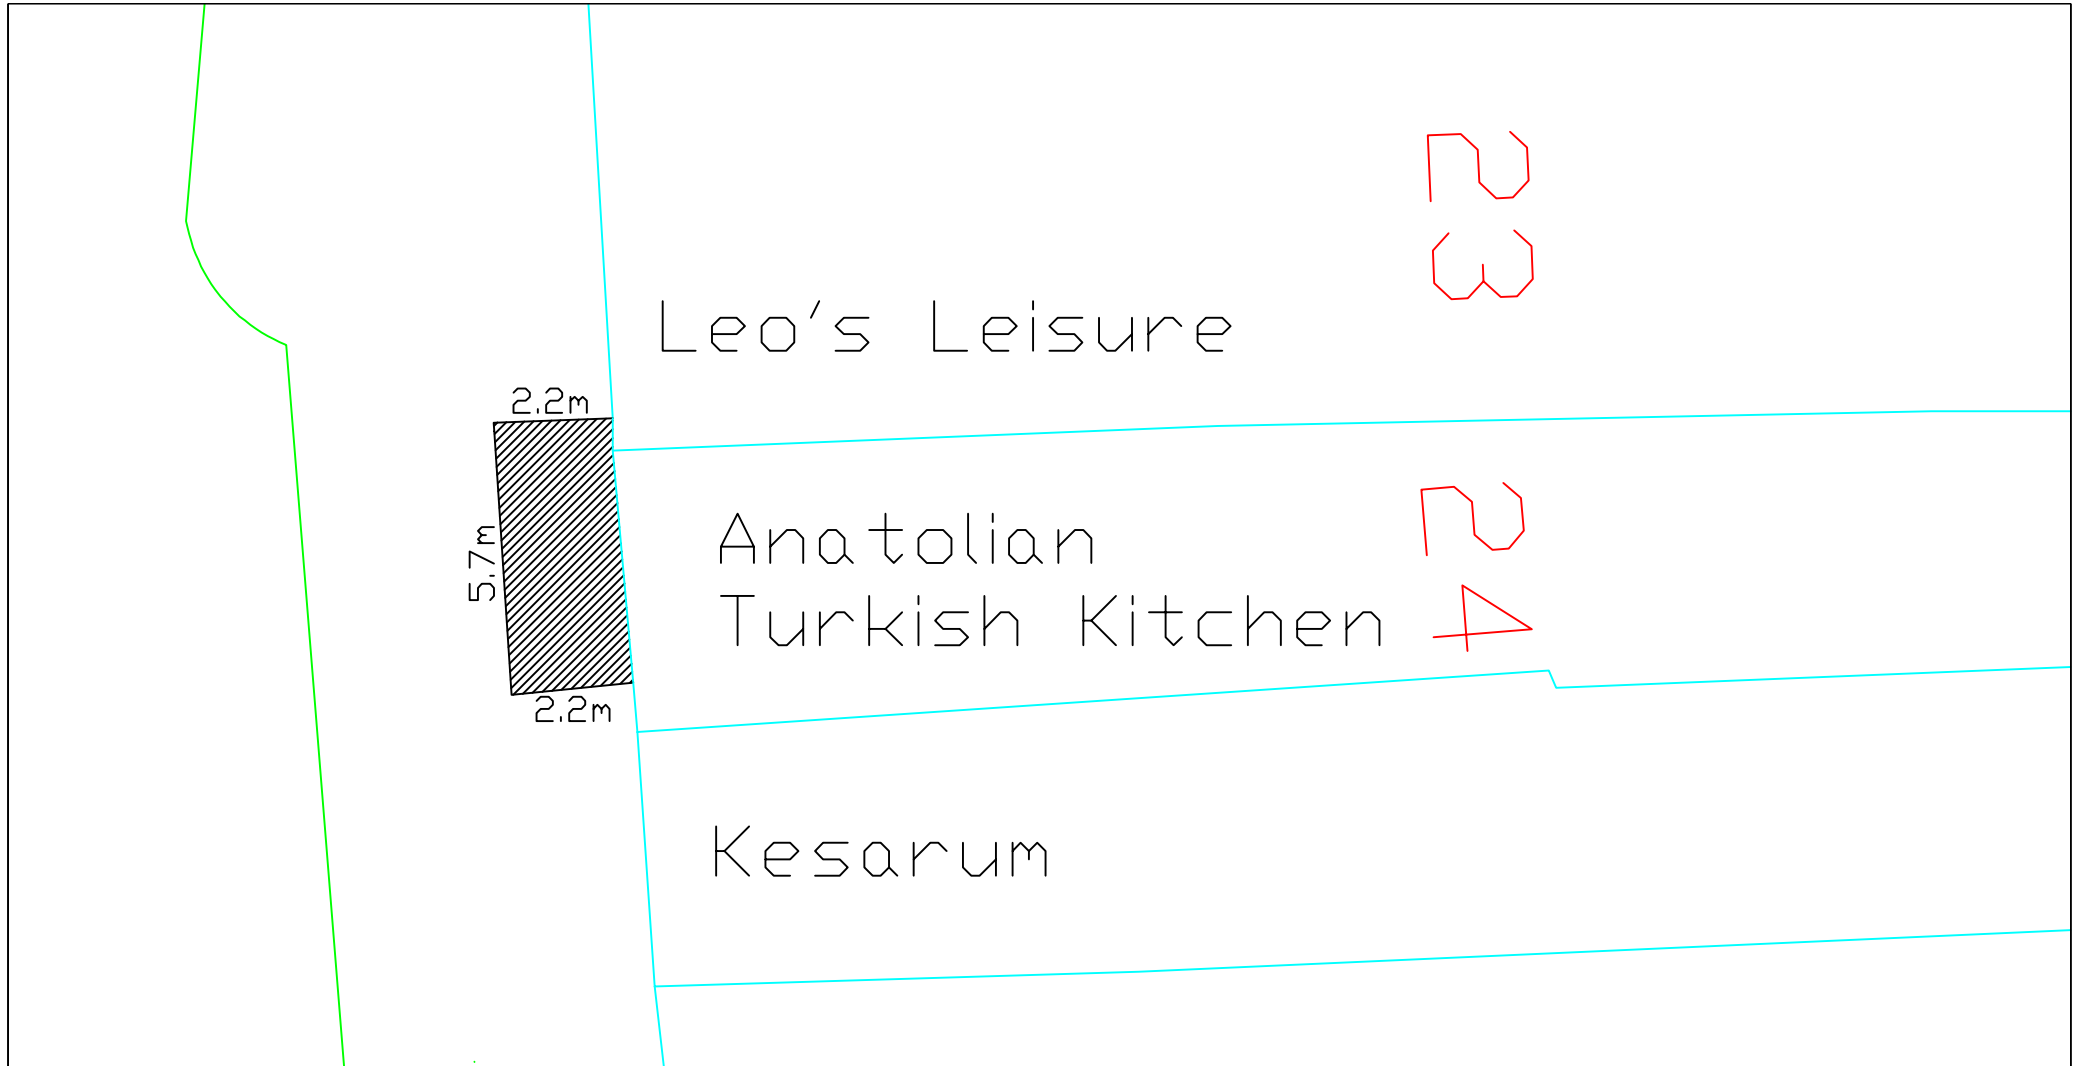 23
Leo's Leisure
2.2m
5.7m
Anatolian
Turkish Kitchen
24
2.2m
Kesarum